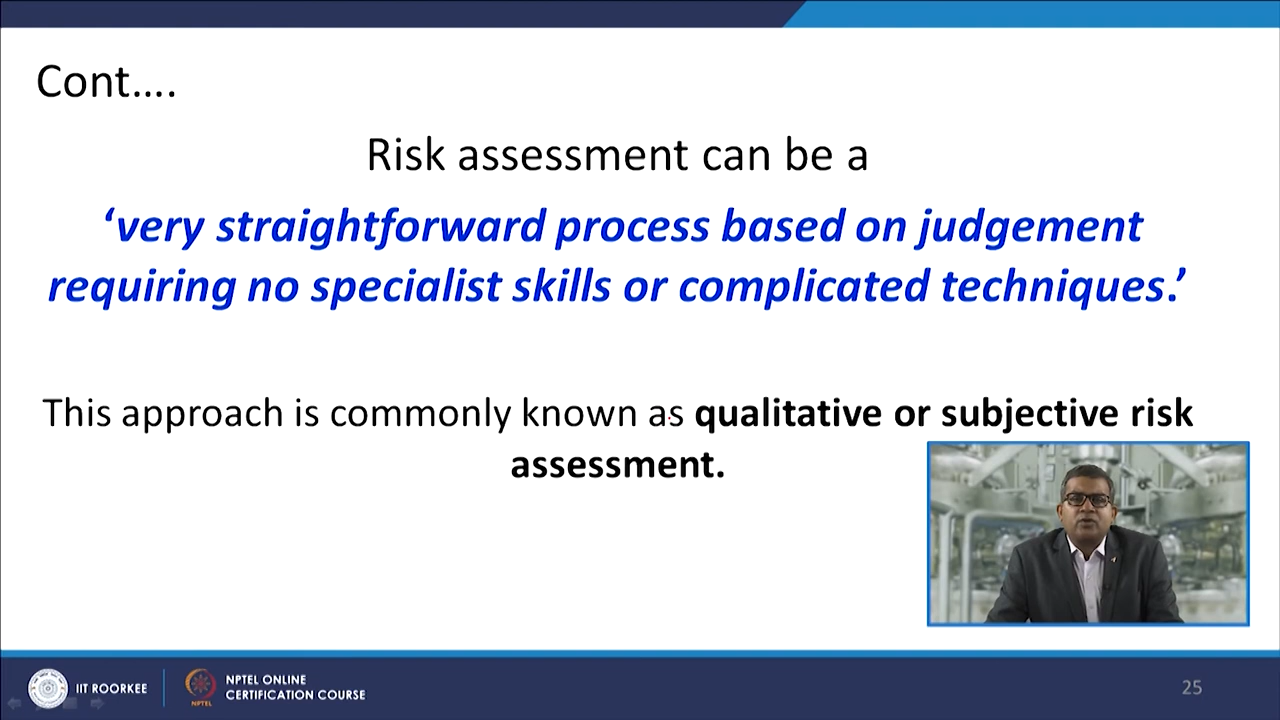 Cont....
Risk assessment can be a
‘very straightforward process based on judgement
requiring no specialist skills or complicated techniques.’
This approach is commonly known as qualitative or subjective risk
assessment.
IIT ROORKEE
NPTEL
NPTEL ONLINE
CERTIFICATION COURSE
25